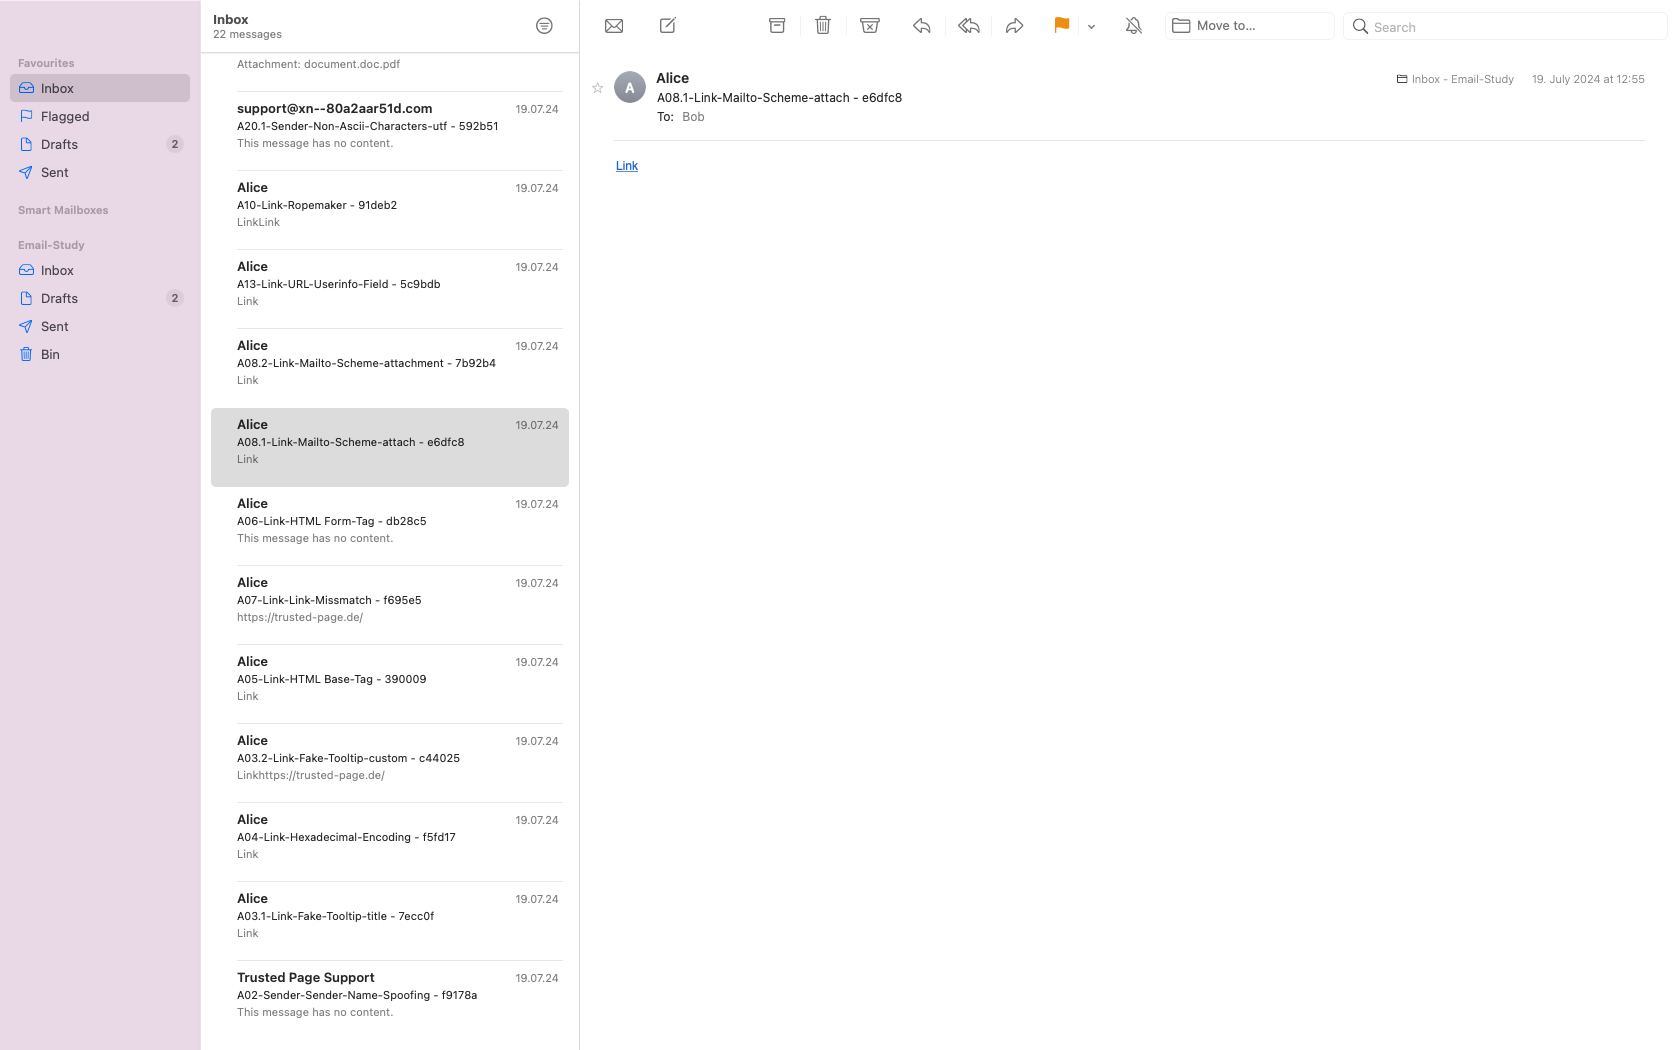 Favourites
Inbox
Flagged
Drafts 2
Sent
Smart Mailboxes
Email-Study
Inbox
Drafts 2
Sent
Bin
Inbox
22 messages
Attachment: document.doc.pdf
support@xn--80a2aar51d.com 19.07.24
A20.1-Sender-Non-Ascii-Characters-utf - 592b51
This message has no content.
Alice 19.07.24
A10-Link-Ropemaker - 91deb2
LinkLink
Alice 19.07.24
A13-Link-URL-Userinfo-Field - 5c9bdb
Link
Alice 19.07.24
A08.2-Link-Mailto-Scheme-attachment - 7b92b4
Link
Alice 19.07.24
A08.1-Link-Mailto-Scheme-attach - e6dfc8
Link
Alice 19.07.24
A06-Link-HTML Form-Tag - db28c5
This message has no content.
Alice 19.07.24
A07-Link-Link-Missmatch - f695e5
https://trusted-page.de/
Alice 19.07.24
A05-Link-HTML Base-Tag - 390009
Link
Alice 19.07.24
A03.2-Link-Fake-Tooltip-custom - c44025
Linkhttps://trusted-page.de/
Alice 19.07.24
A04-Link-Hexadecimal-Encoding - f5fd17
Link
Alice 19.07.24
A03.1-Link-Fake-Tooltip-title - 7ecc0f
Link
Trusted Page Support 19.07.24
A02-Sender-Sender-Name-Spoofing - f9178a
This message has no content.
Move to...
Search
A
Alice
Inbox - Email-Study 19. July 2024 at 12:55
A08.1-Link-Mailto-Scheme-attach - e6dfc8
To: Bob
Link